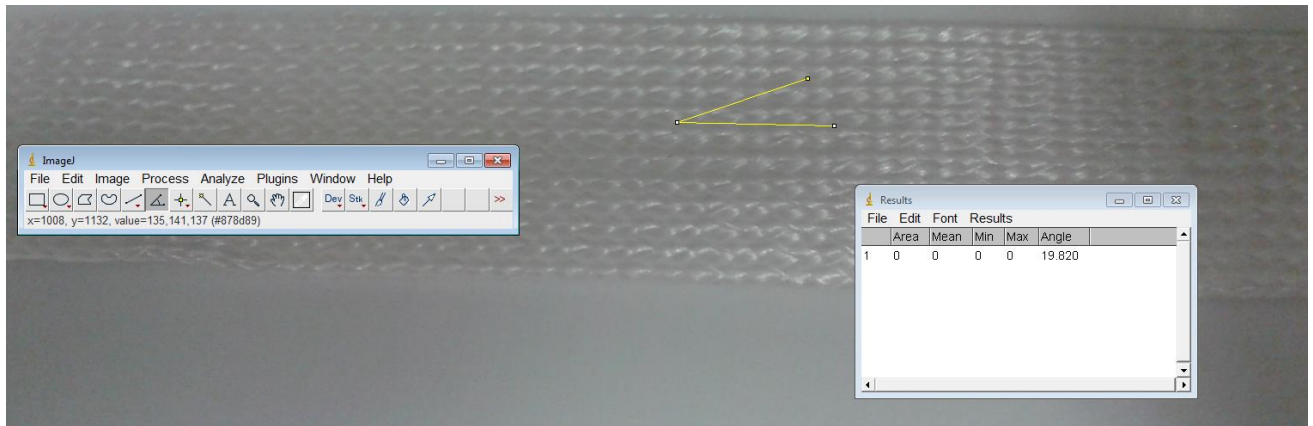 ImageJ
File Edit Image Process Analyze Plugins Window Help
A Dev Stk >>
x=1008, y=1132, value=135,141,137 (#878d89)
Results
File Edit Font Results
Area Mean Min Max Angle
1 0 0 0 0 19.820